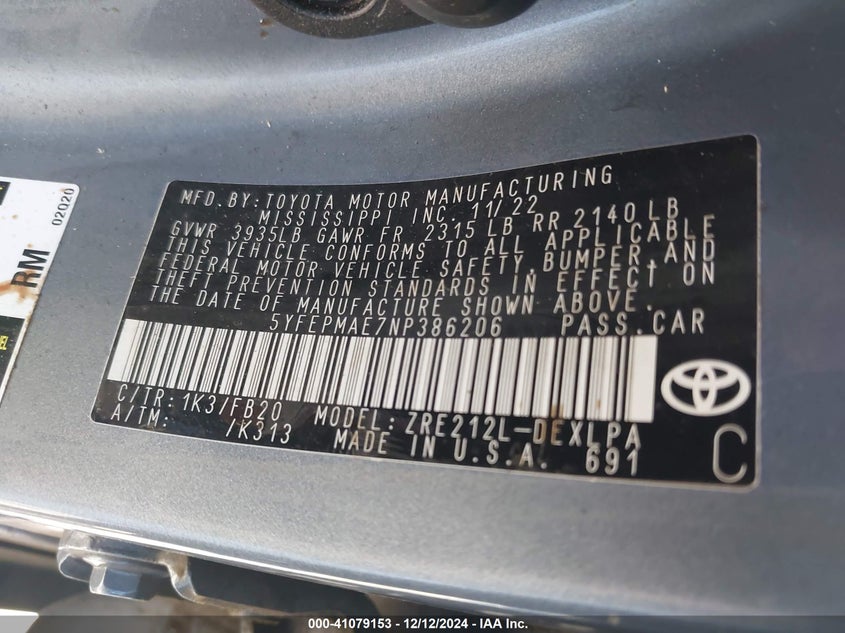 MFD.BY:TOYOTA MOTOR MANUFACTURING
MISSISSIPPI INC. 11/22
GVWR 3935LB GAWR FR 2315 LB RR 2140LB
THIS VEHICLE CONFORMS TO ALL APPLICABLE
FEDERAL MOTOR VEHICLE SAFETY,BUMPER,AND
THEFT PREVENTION STANDARDS IN EFFECT ON
THE DATE OF MANUFACTURE SHOWN ABOVE.
5YFEPMAE7NP386206 PASS.CAR
C/TR:1K3/FB20
A/TM: /K313
MODEL:ZRE212L-DEXLPA
MADE IN U.S.A. 691
C
RM
02020
000-41079153 - 12/12/2024 - IAA Inc.